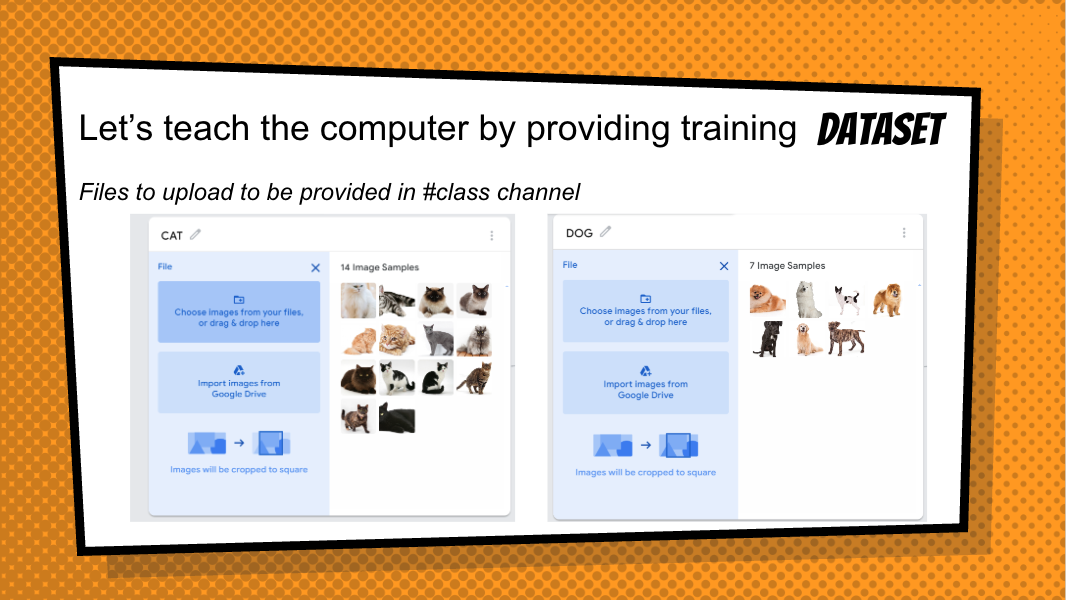 Let’s teach the computer by providing training DATASET
Files to upload to be provided in #class channel
CAT
File
Choose images from your files,
or drag & drop here
Import images from
Google Drive
Images will be cropped to square
14 Image Samples
DOG
File
Choose images from your files,
or drag & drop here
Import images from
Google Drive
Images will be cropped to square
7 Image Samples